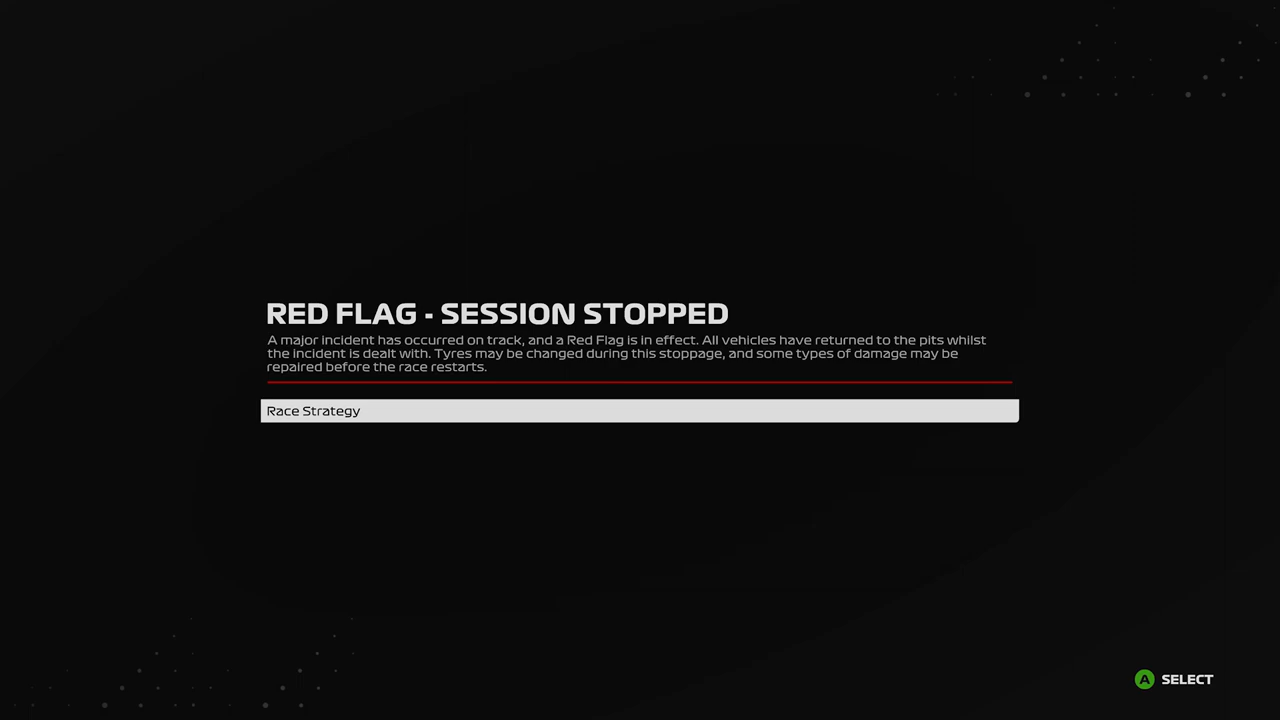 RED FLAG - SESSION STOPPED
A major incident has occurred on track, and a Red Flag is in effect. All vehicles have returned to the pits whilst
the incident is dealt with. Tyres may be changed during this stoppage, and some types of damage may be
repaired before the race restarts.
Race Strategy
A SELECT